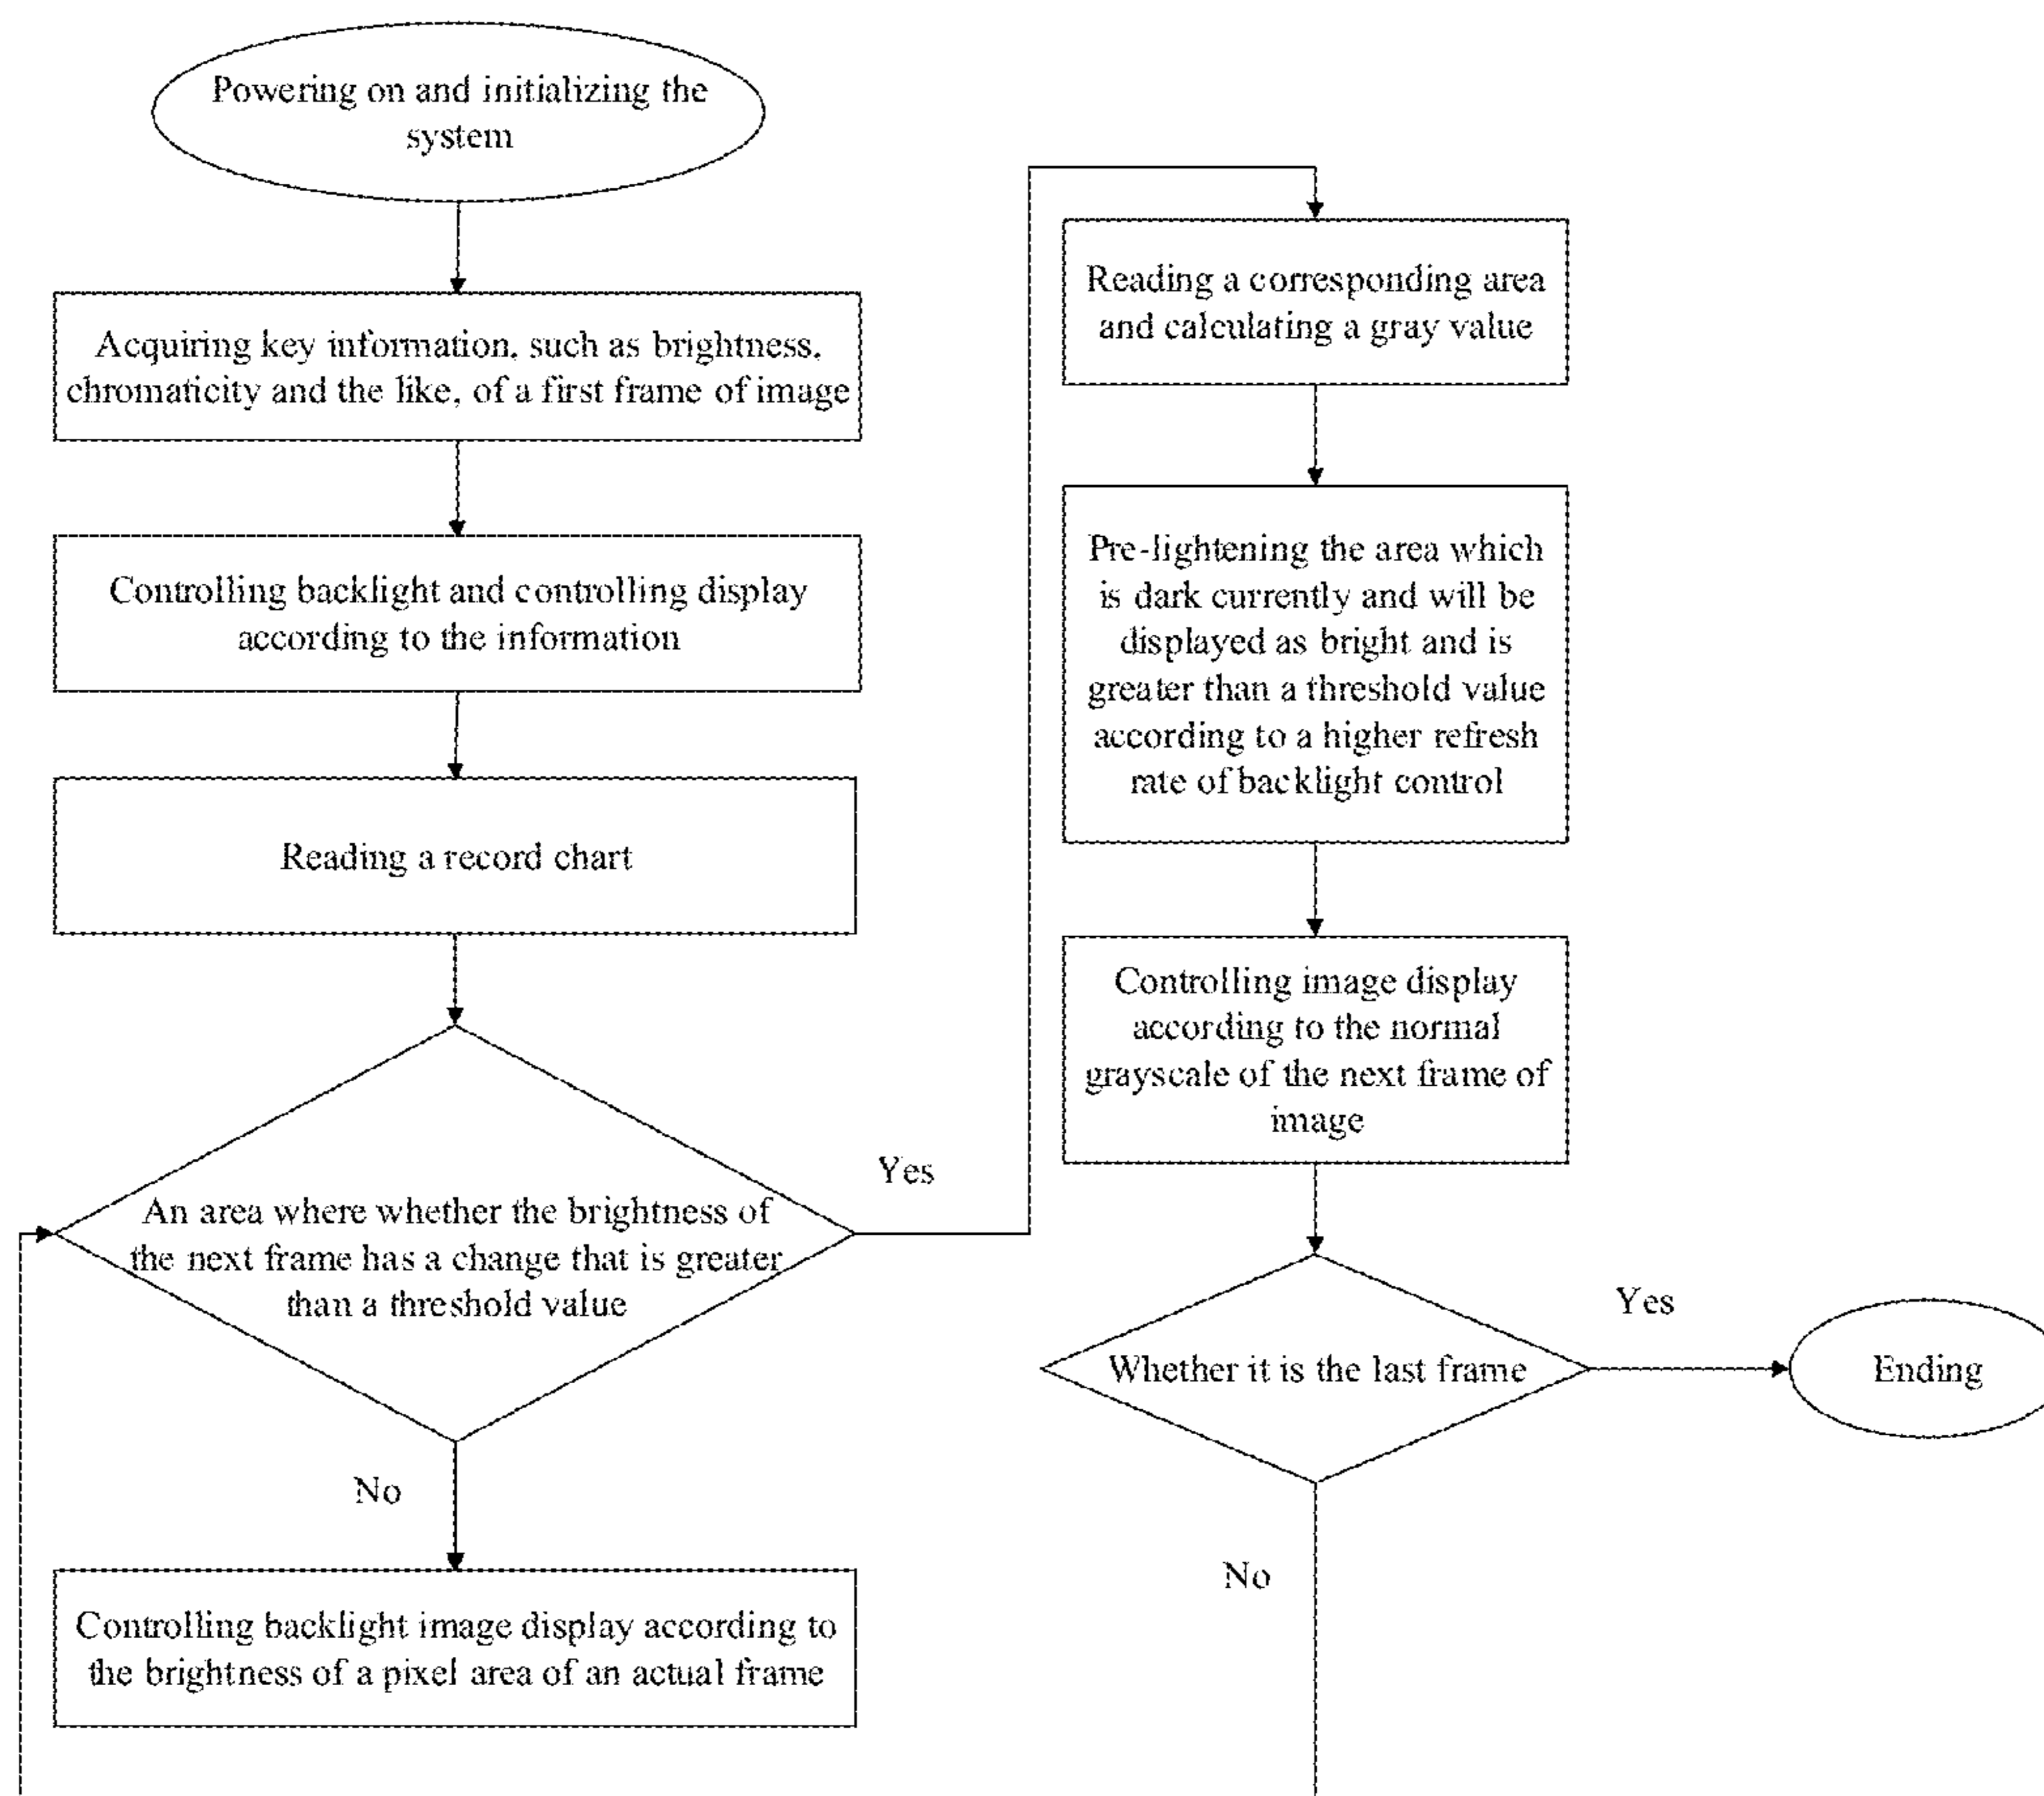 Powering on and initializing the
system
Acquiring key information, such as brightness,
chromaticity and the like, of a first frame of image
Controlling backlight and controlling display
according to the information
Reading a record chart
An area where whether the brightness of
the next frame has a change that is greater
than a threshold value
Yes
No
Controlling backlight image display according to
the brightness of a pixel area of an actual frame
Reading a corresponding area
and calculating a gray value
Pre-lightening the area which
is dark currently and will be
displayed as bright and is
greater than a threshold value
according to a higher refresh
rate of backlight control
Controlling image display
according to the normal
grayscale of the next frame of
image
Whether it is the last frame
Yes
Ending
No